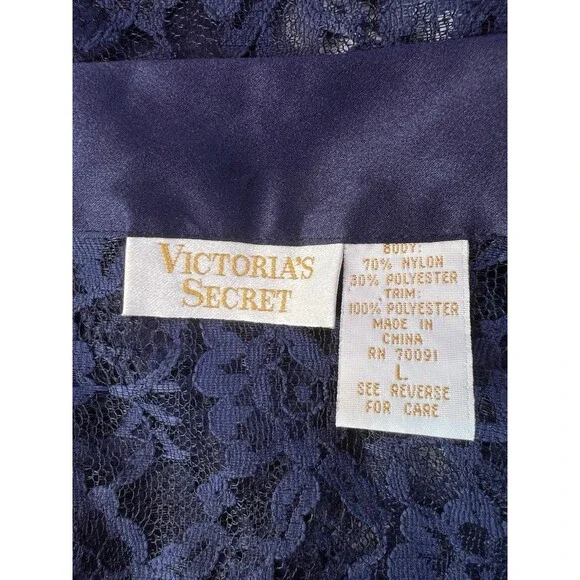 VICTORIA'S
SECRET
BODY:
70% NYLON
30% POLYESTER
TRIM:
100% POLYESTER
MADE IN
CHINA
RN 70091
L
SEE REVERSE
FOR CARE